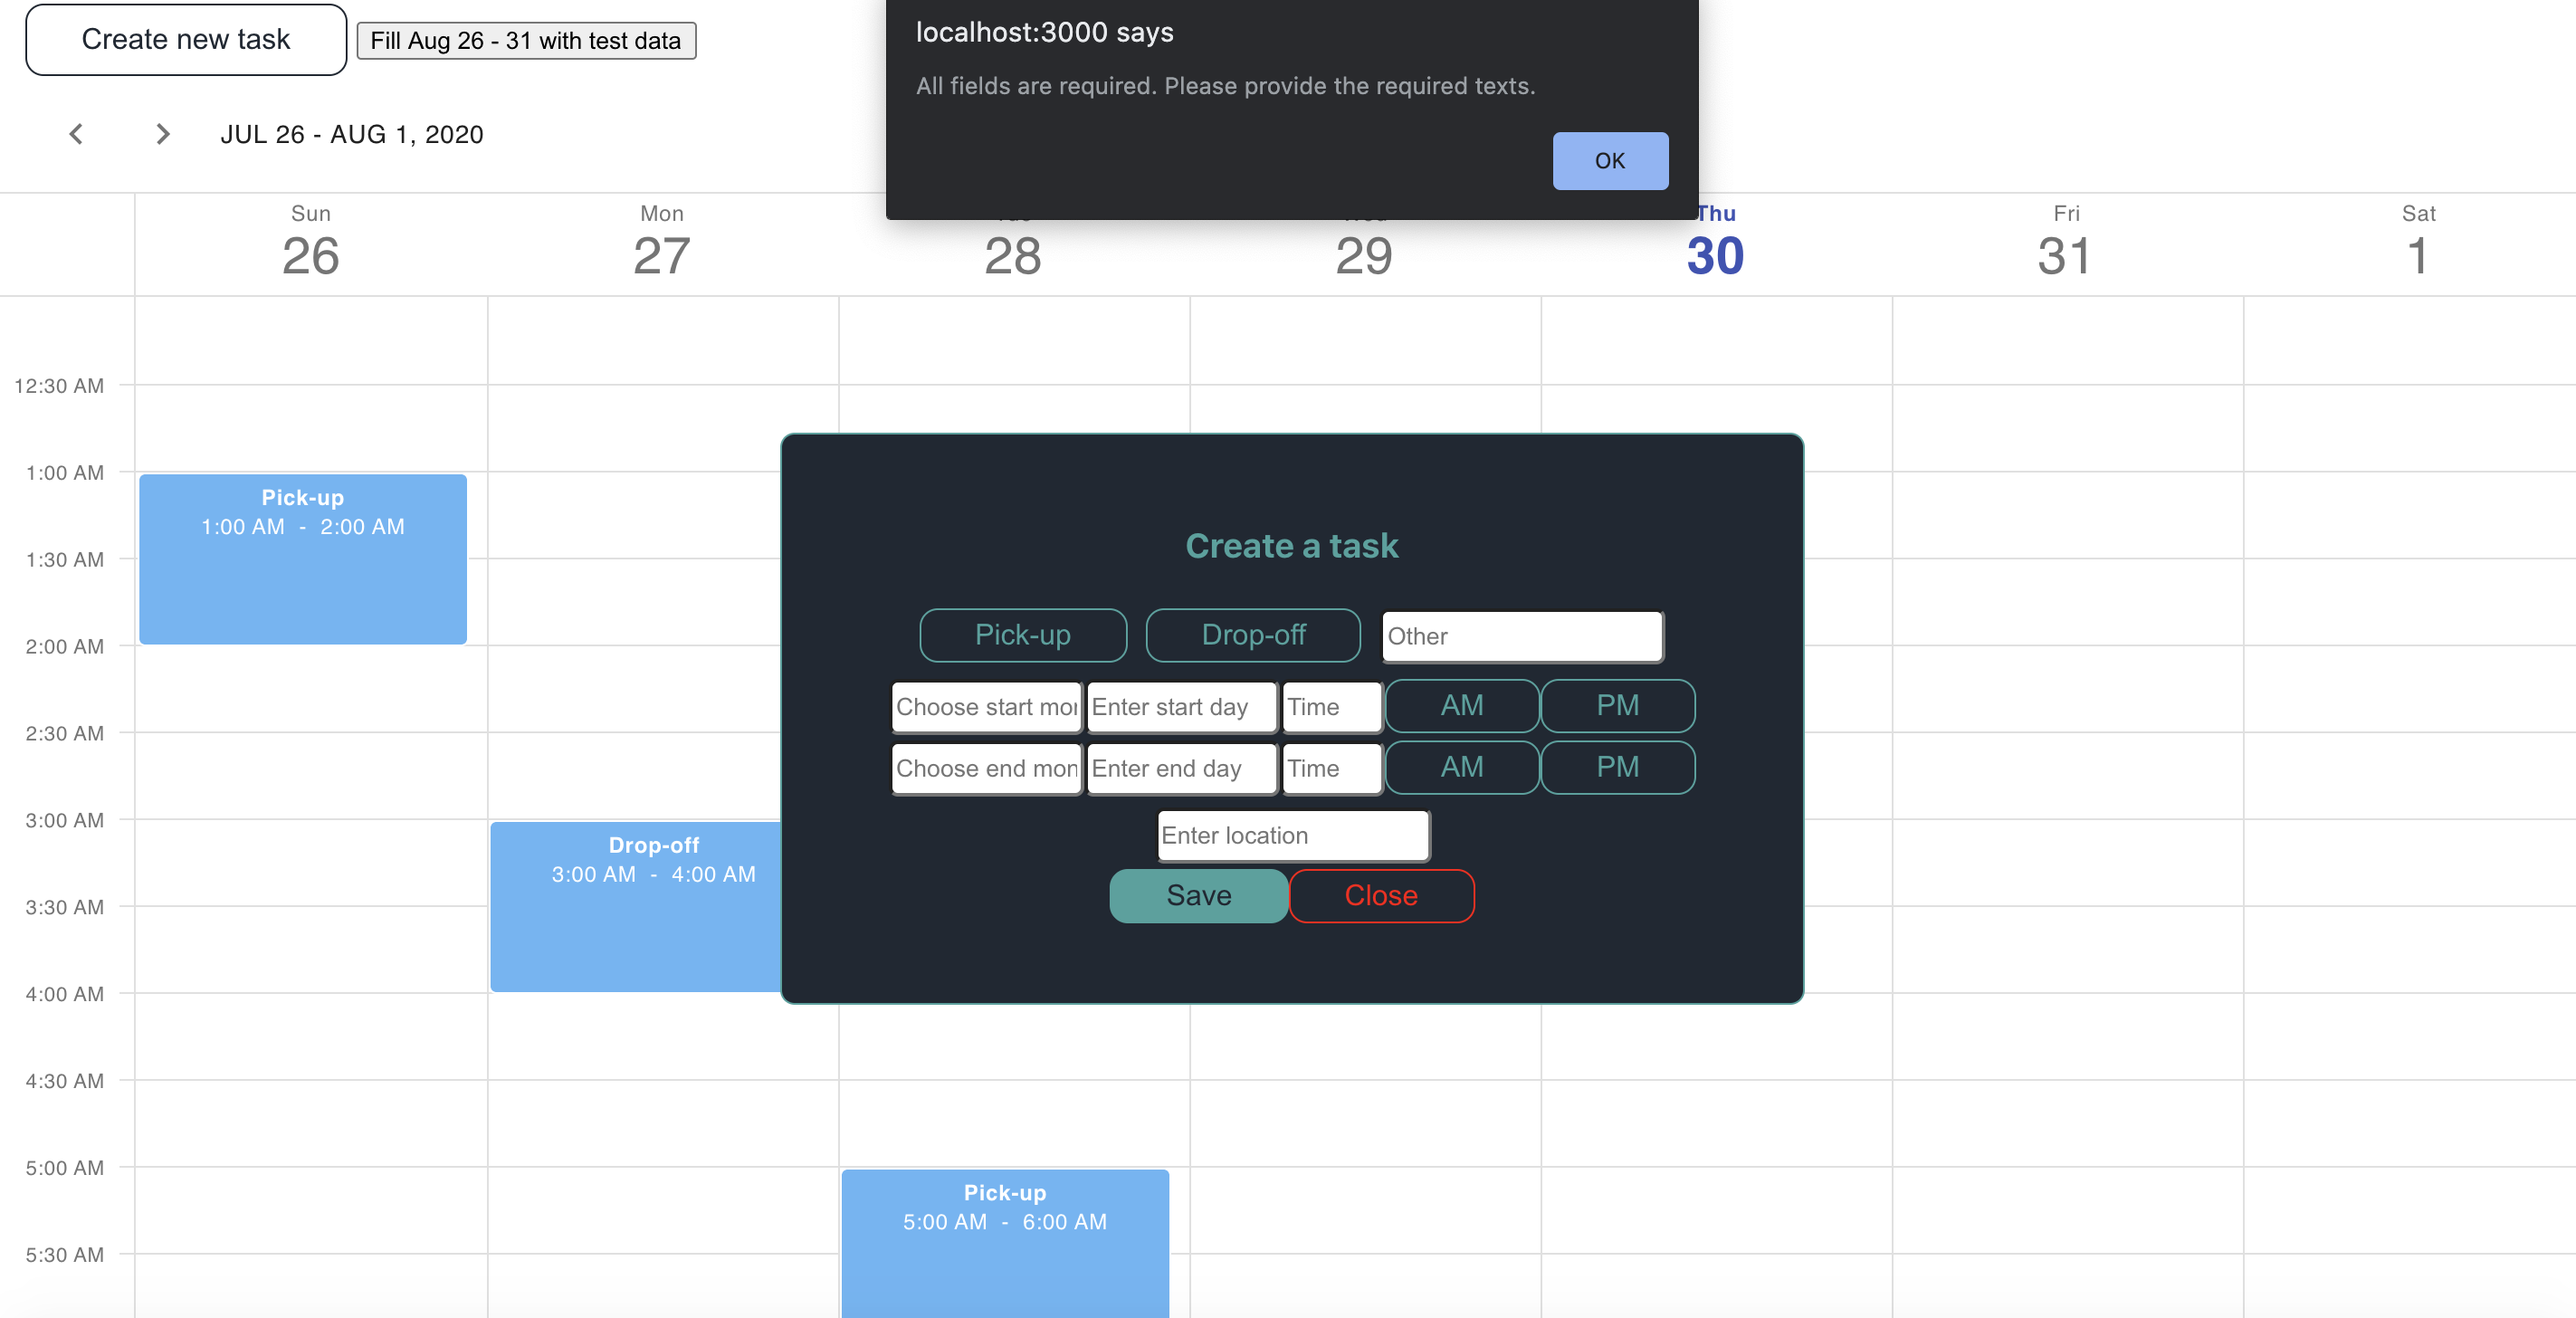 Create new task
Fill Aug 26 - 31 with test data
localhost:3000 says
All fields are required. Please provide the required texts.
OK
JUL 26 - AUG 1, 2020
Sun Mon Thu Fri Sat
26 27 28 29 30 31 1
12:30 AM
1:00 AM
Pick-up
1:00 AM - 2:00 AM
1:30 AM
Create a task
Pick-up Drop-off Other
2:00 AM
Choose start Enter start day Time AM PM
2:30 AM
Choose end Enter end day Time AM PM
3:00 AM
Enter location
Drop-off
3:00 AM - 4:00 AM
Save Close
3:30 AM
4:00 AM
4:30 AM
5:00 AM
Pick-up
5:00 AM - 6:00 AM
5:30 AM